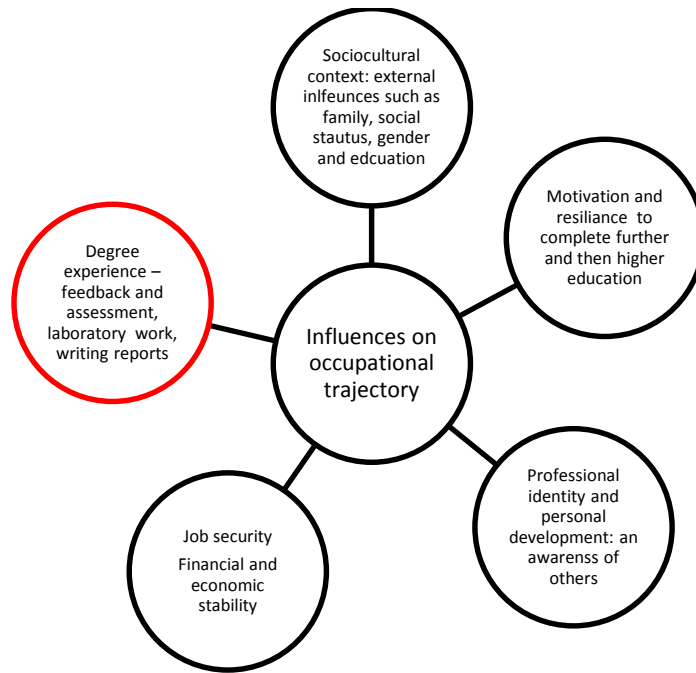 Sociocultural
context: external
inlfeunces such as
family, social
stautus, gender
and edcuation
Motivation and
resiliance to
complete further
and then higher
education
Degree
experience –
feedback and
assessment,
laboratory work,
writing reports
Influences on
occupational
trajectory
Professional
identity and
personal
development: an
awarenss of
others
Job security
Financial and
economic
stability